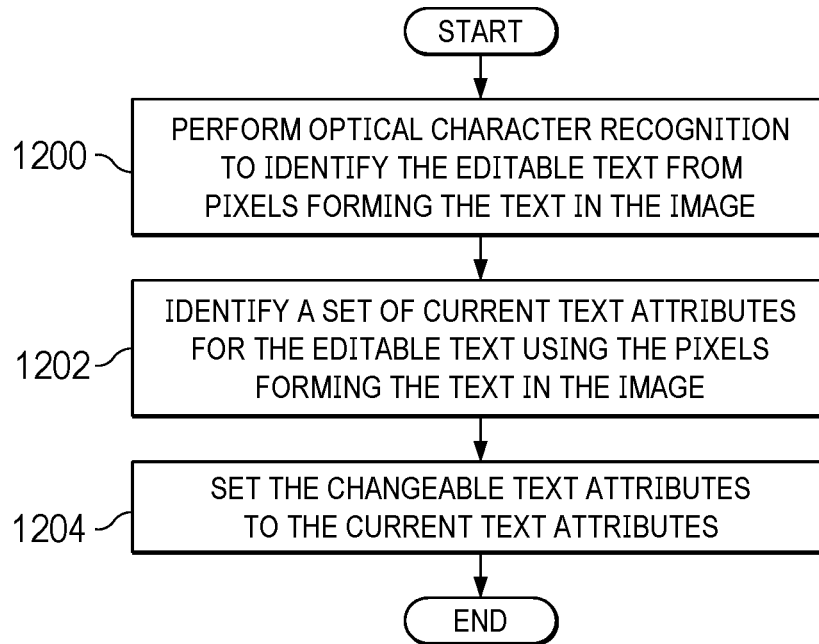 START
1200
PERFORM OPTICAL CHARACTER RECOGNITION
TO IDENTIFY THE EDITABLE TEXT FROM
PIXELS FORMING THE TEXT IN THE IMAGE
1202
IDENTIFY A SET OF CURRENT TEXT ATTRIBUTES
FOR THE EDITABLE TEXT USING THE PIXELS
FORMING THE TEXT IN THE IMAGE
1204
SET THE CHANGEABLE TEXT ATTRIBUTES
TO THE CURRENT TEXT ATTRIBUTES
END